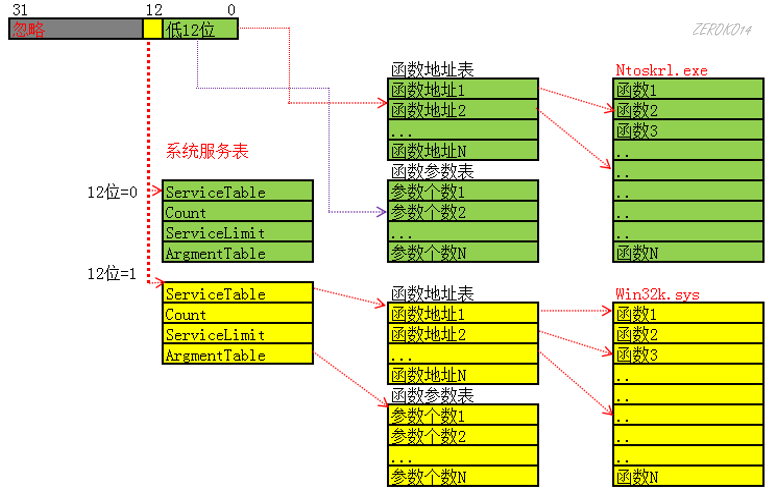 31 12 0
忽略 低12位
ZEROKD14
函数地址表
函数地址1
函数地址2
...
函数地址N
函数参数表
参数个数1
参数个数2
...
参数个数N
Ntoskrl.exe
函数1
函数2
函数3
..
..
..
..
..
函数N
系统服务表
12位=0
ServiceTable
Count
ServiceLimit
ArgmentTable
12位=1
ServiceTable
Count
ServiceLimit
ArgmentTable
函数地址表
函数地址1
函数地址2
...
函数地址N
函数参数表
参数个数1
参数个数2
...
参数个数N
Win32k.sys
函数1
函数2
函数3
..
..
..
..
..
函数N